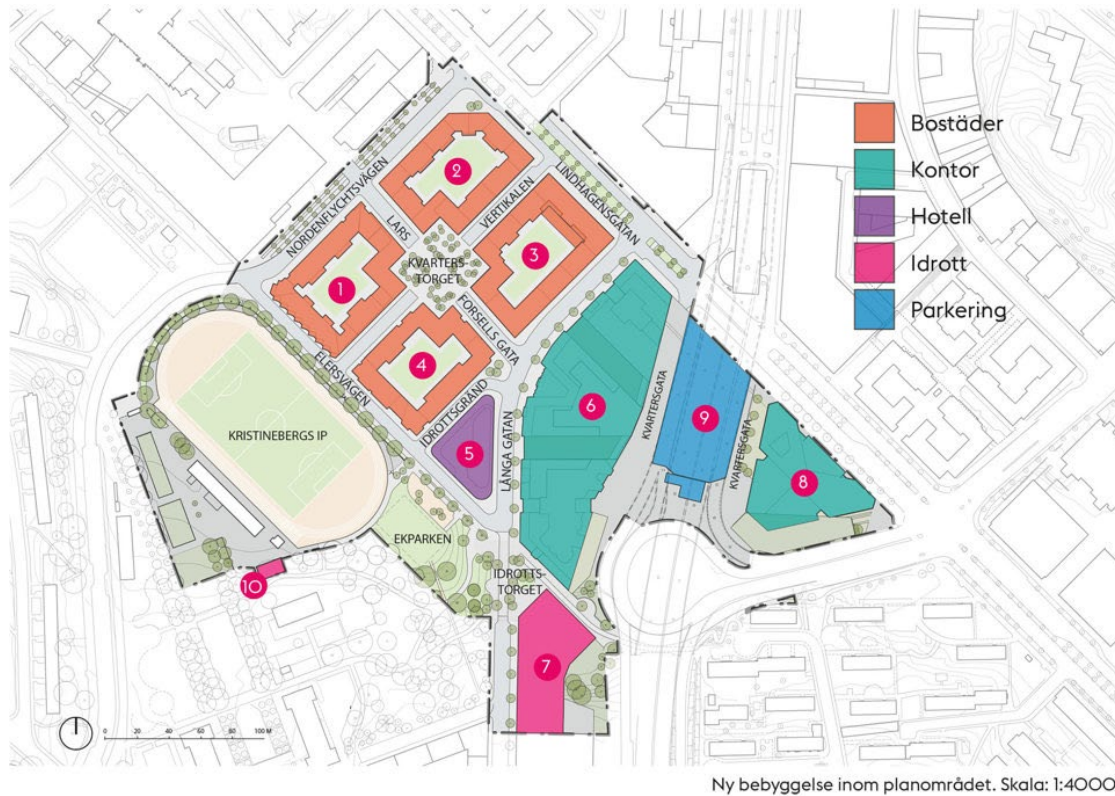 Bostäder
Kontor
Hotell
Idrott
Parkering
NORDENFLYCHTSVÄGEN
2
LARS
VERTIKALEN
LINDHAGENSGATAN
KVARTERS-
TORGET
3
1
FORSELLS GATA
4
ELERSVÄGEN
IDROTTSGRÄND
6
KVARTERSGATA
9
KVARTERSGATA
KRISTINEBERGS IP
5
LÅNGA GATAN
8
EKPARKEN
IDROTTS-
TORGET
10
7
0 20 40 60 80 100 M
Ny bebyggelse inom planområdet. Skala: 1:4000